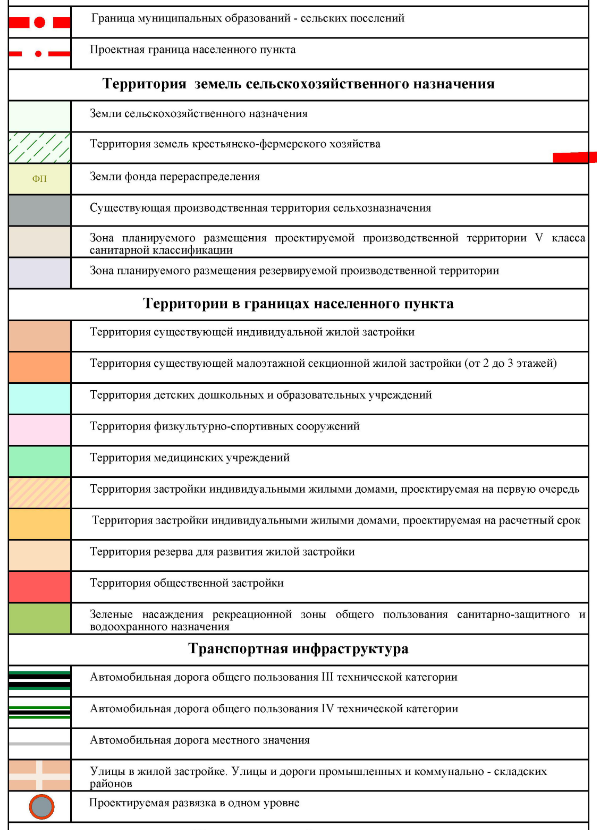 Граница муниципальных образований - сельских поселений
Проектная граница населенного пункта
Территория земель сельскохозяйственного назначения
Земли сельскохозяйственного назначения
Территория земель крестьянско-фермерского хозяйства
ФП
Земли фонда перераспределения
Существующая производственная территория сельхозназначения
Зона планируемого размещения проектируемой производственной территории V класса
санитарной классификации
Зона планируемого размещения резервируемой производственной территории
Территории в границах населенного пункта
Территория существующей индивидуальной жилой застройки
Территория существующей малоэтажной секционной жилой застройки (от 2 до 3 этажей)
Территория детских дошкольных и образовательных учреждений
Территория физкультурно-спортивных сооружений
Территория медицинских учреждений
Территория застройки индивидуальными жилыми домами, проектируемая на первую очередь
Территория застройки индивидуальными жилыми домами, проектируемая на расчетный срок
Территория резерва для развития жилой застройки
Территория общественной застройки
Зеленые насаждения рекреационной зоны общего пользования санитарно-защитного и
водоохранного назначения
Транспортная инфраструктура
Автомобильная дорога общего пользования III технической категории
Автомобильная дорога общего пользования IV технической категории
Автомобильная дорога местного значения
Улицы в жилой застройке. Улицы и дороги промышленных и коммунально - складских
районов
Проектируемая развязка в одном уровне